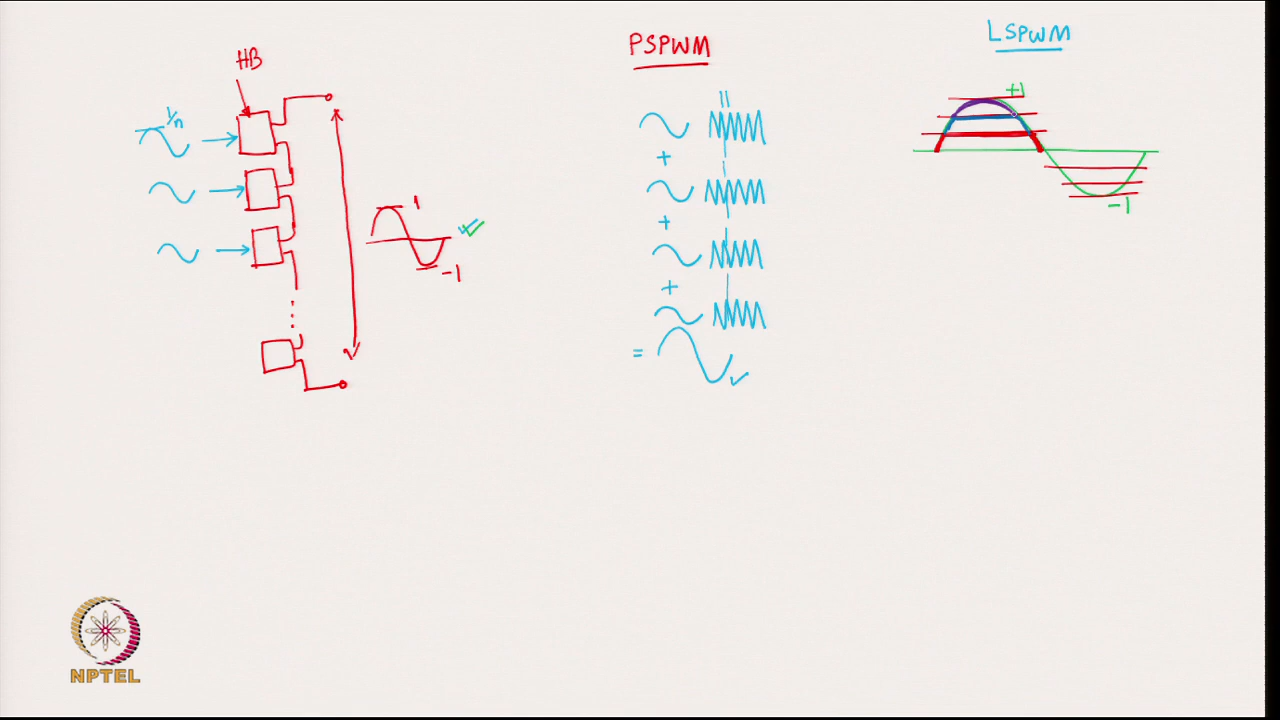 HB
1/n
1
-1
PSPWM
+
+
+
=
LSPWM
+1
-1
NPTEL